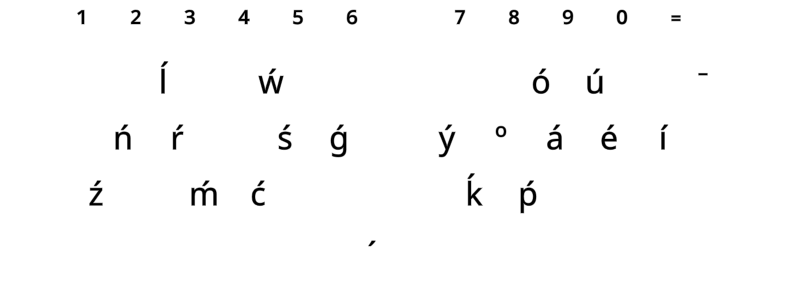 1 2 3 4 5 6 7 8 9 0 =
ĺ ẃ ó ú ‾
ń ŕ ś ǵ ý º á é í
ź ḿ ć ḱ ṕ
´